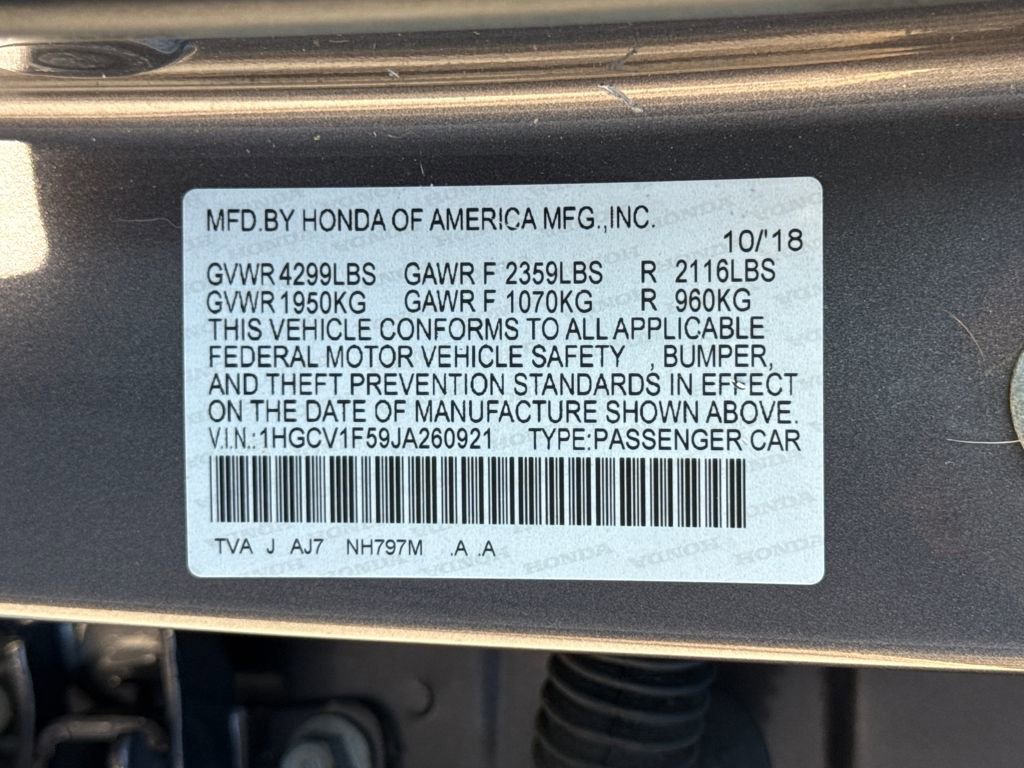 MFD.BY HONDA OF AMERICA MFG.,INC.
10/'18
GVWR 4299LBS GAWR F 2359LBS R 2116LBS
GVWR 1950KG GAWR F 1070KG R 960KG
THIS VEHICLE CONFORMS TO ALL APPLICABLE
FEDERAL MOTOR VEHICLE SAFETY , BUMPER,
AND THEFT PREVENTION STANDARDS IN EFFECT
ON THE DATE OF MANUFACTURE SHOWN ABOVE.
V.I.N.:1HGCV1F59JA260921 TYPE:PASSENGER CAR
TVA J AJ7 NH797M .A .A